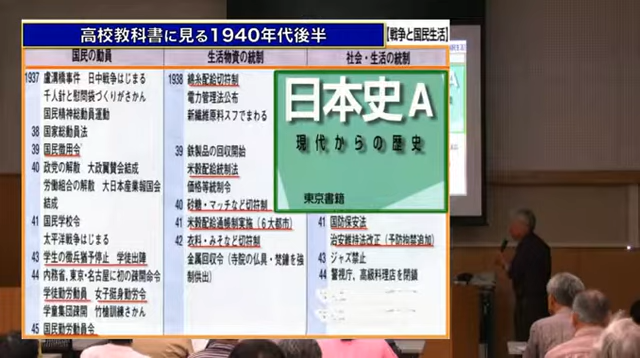 高校教科書に見る1940年代後半
【戦争と国民生活】
国民の動員
1937 盧溝橋事件 日中戦争はじまる
千人針と慰問袋づくりがさかん
国民精神総動員運動
38 国家総動員法
39 国民徴用令
40 政党の解散 大政翼賛会結成
労働組合の解散 大日本産業報国会
結成
41 国民学校令
太平洋戦争はじまる
43 学生の徴兵猶予停止 学徒出陣
44 内務省、東京・名古屋に初の疎開命令
学徒勤労動員 女子挺身勤労令
学童集団疎開 竹槍訓練さかん
45 国民勤労動員令
生活物資の統制
1938 綿糸配給切符制
電力管理法公布
新繊維原料スフでまわる
39 鉄製品の回収開始
米穀配給統制法
価格等統制令
40 砂糖・マッチなど切符制
41 米穀配給通帳制実施(6大都市)
42 衣料・みそなど切符制
金属回収令(寺院の仏具・梵鐘を強
制供出)
社会・生活の統制
日本史A
現代からの歴史
東京書籍
41 国防保安法
治安維持法改正(予防拘禁追加)
43 ジャズ禁止
44 警視庁、高級料理店を閉鎖